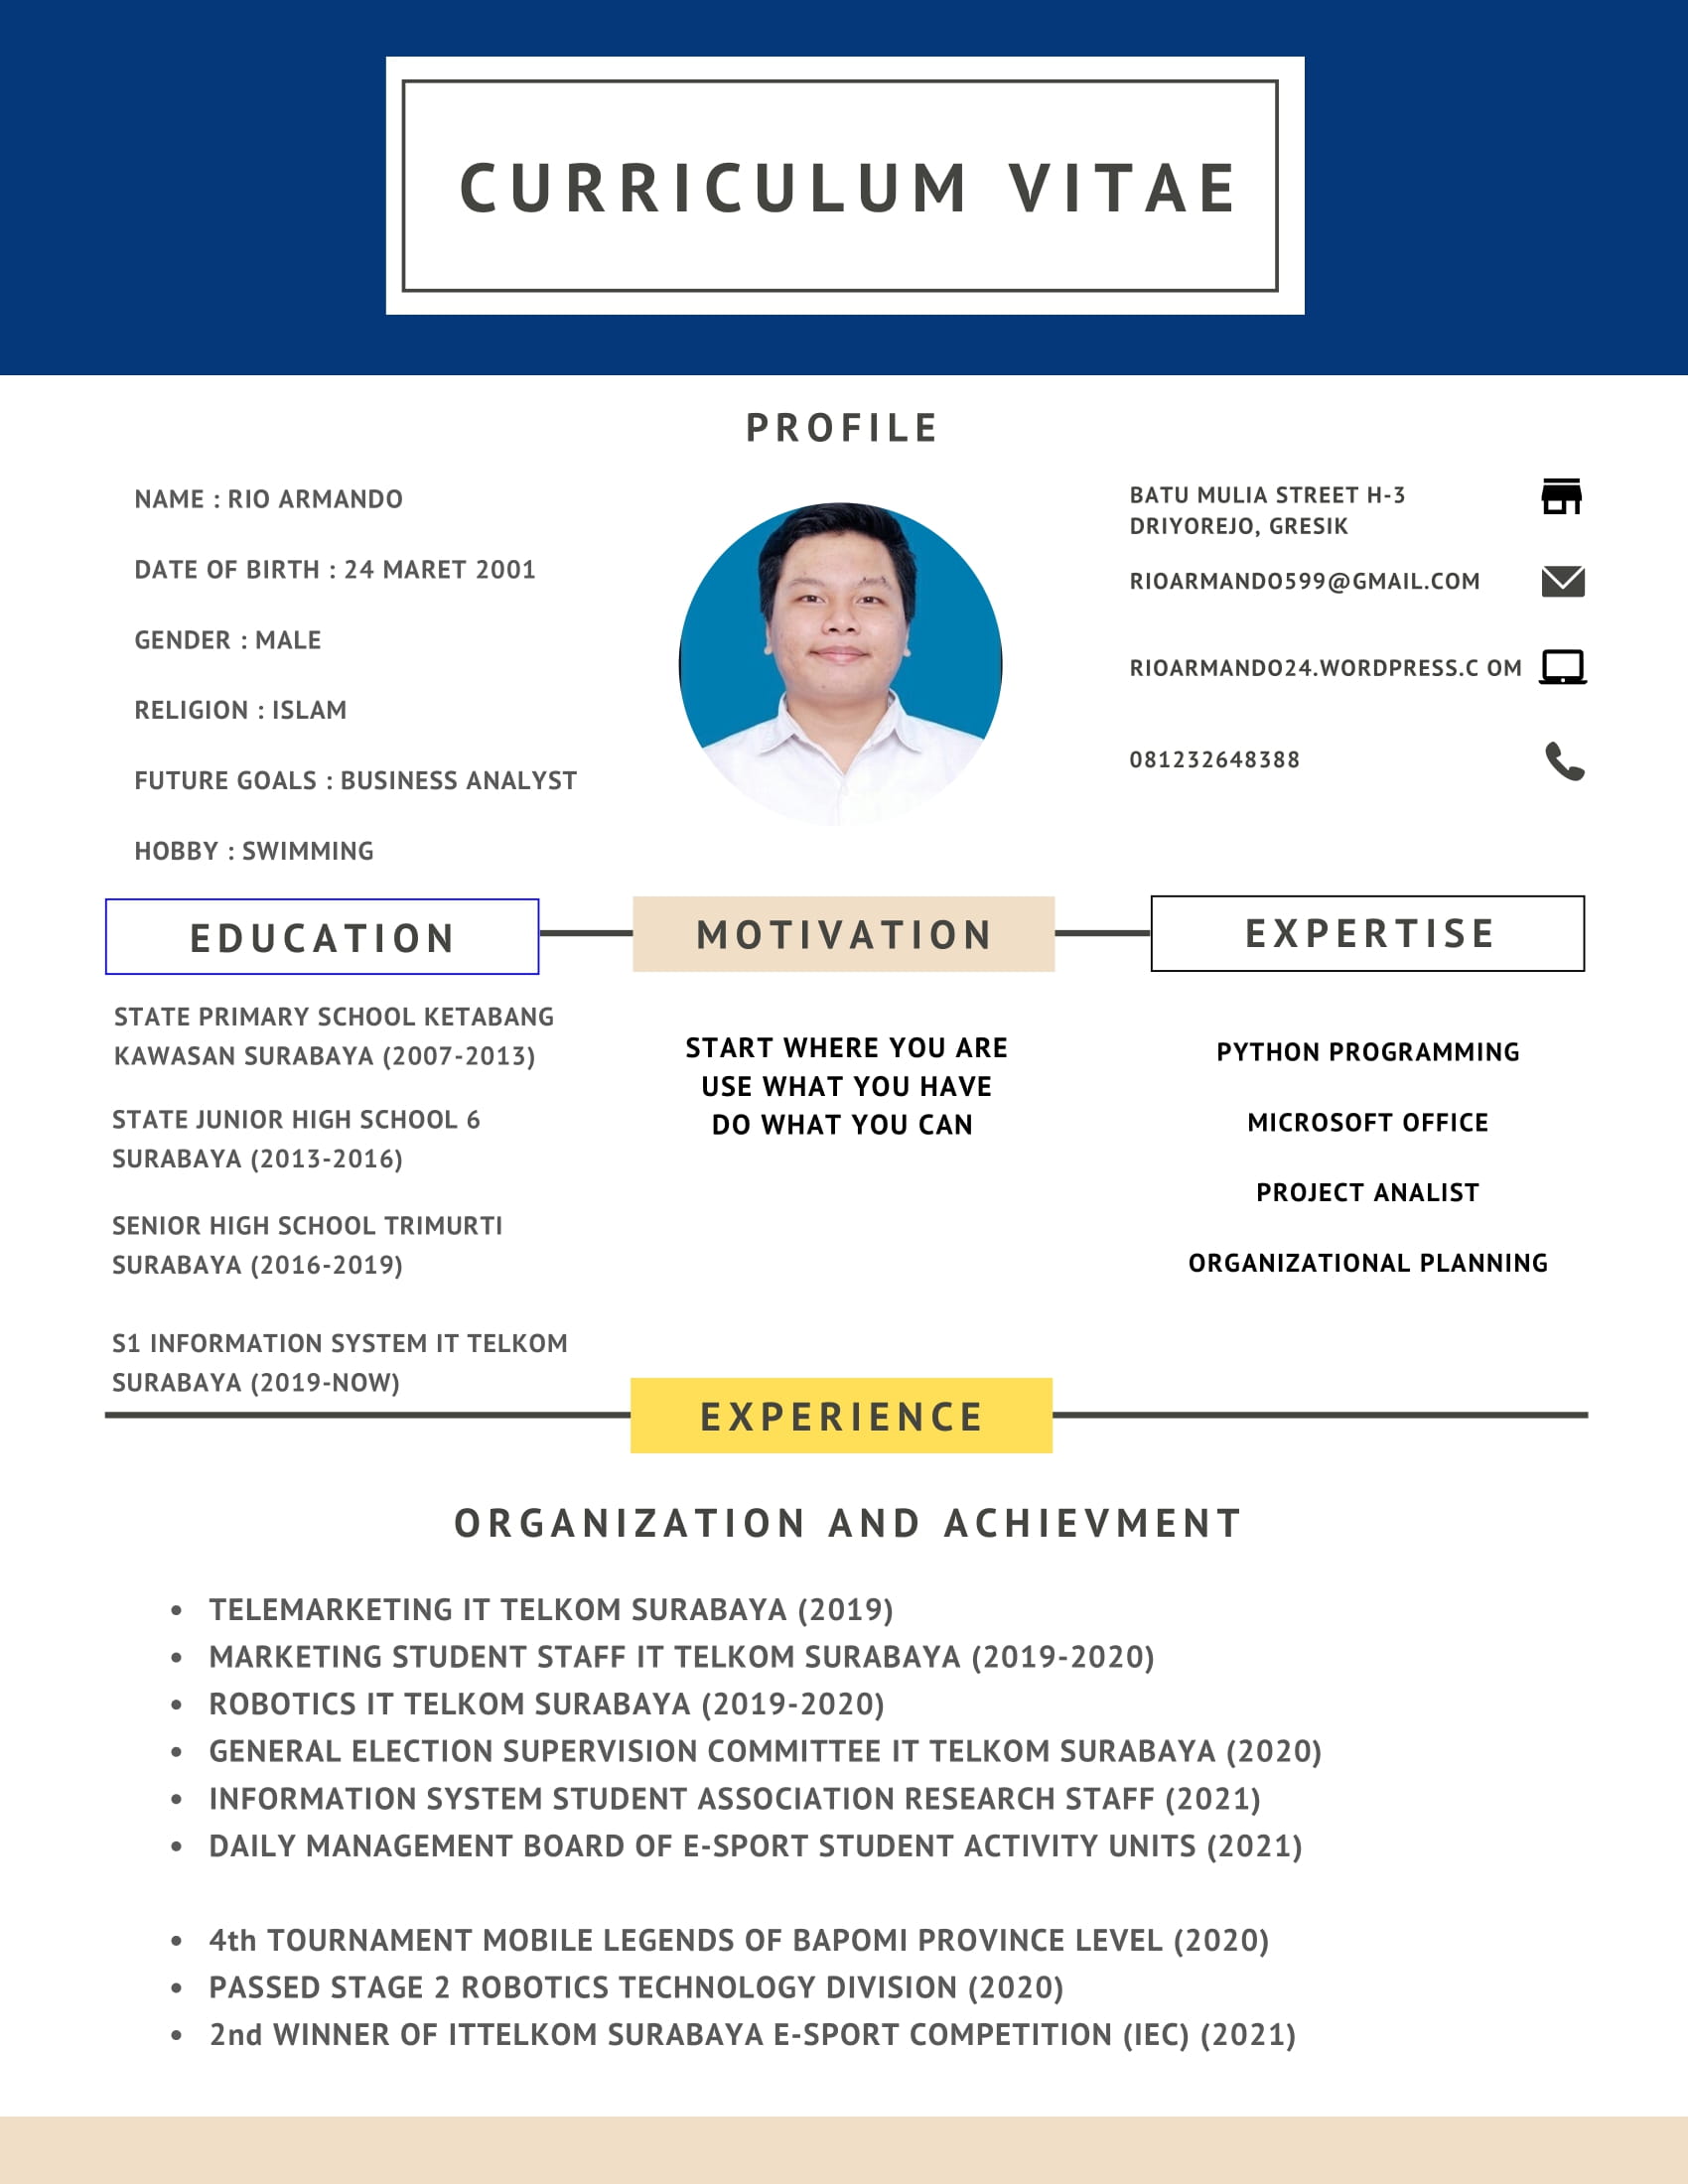 CURRICULUM VITAE
PROFILE
NAME : RIO ARMANDO
DATE OF BIRTH : 24 MARET 2001
GENDER : MALE
RELIGION : ISLAM
FUTURE GOALS : BUSINESS ANALYST
HOBBY : SWIMMING
BATU MULIA STREET H-3
DRIYOREJO, GRESIK
RIOARMANDO599@GMAIL.COM
RIOARMANDO24.WORDPRESS.C OM
081232648388
EDUCATION
STATE PRIMARY SCHOOL KETABANG
KAWASAN SURABAYA (2007-2013)
STATE JUNIOR HIGH SCHOOL 6
SURABAYA (2013-2016)
SENIOR HIGH SCHOOL TRIMURTI
SURABAYA (2016-2019)
S1 INFORMATION SYSTEM IT TELKOM
SURABAYA (2019-NOW)
MOTIVATION
START WHERE YOU ARE
USE WHAT YOU HAVE
DO WHAT YOU CAN
EXPERTISE
PYTHON PROGRAMMING
MICROSOFT OFFICE
PROJECT ANALIST
ORGANIZATIONAL PLANNING
EXPERIENCE
ORGANIZATION AND ACHIEVMENT
• TELEMARKETING IT TELKOM SURABAYA (2019)
• MARKETING STUDENT STAFF IT TELKOM SURABAYA (2019-2020)
• ROBOTICS IT TELKOM SURABAYA (2019-2020)
• GENERAL ELECTION SUPERVISION COMMITTEE IT TELKOM SURABAYA (2020)
• INFORMATION SYSTEM STUDENT ASSOCIATION RESEARCH STAFF (2021)
• DAILY MANAGEMENT BOARD OF E-SPORT STUDENT ACTIVITY UNITS (2021)
• 4th TOURNAMENT MOBILE LEGENDS OF BAPOMI PROVINCE LEVEL (2020)
• PASSED STAGE 2 ROBOTICS TECHNOLOGY DIVISION (2020)
• 2nd WINNER OF ITTELKOM SURABAYA E-SPORT COMPETITION (IEC) (2021)